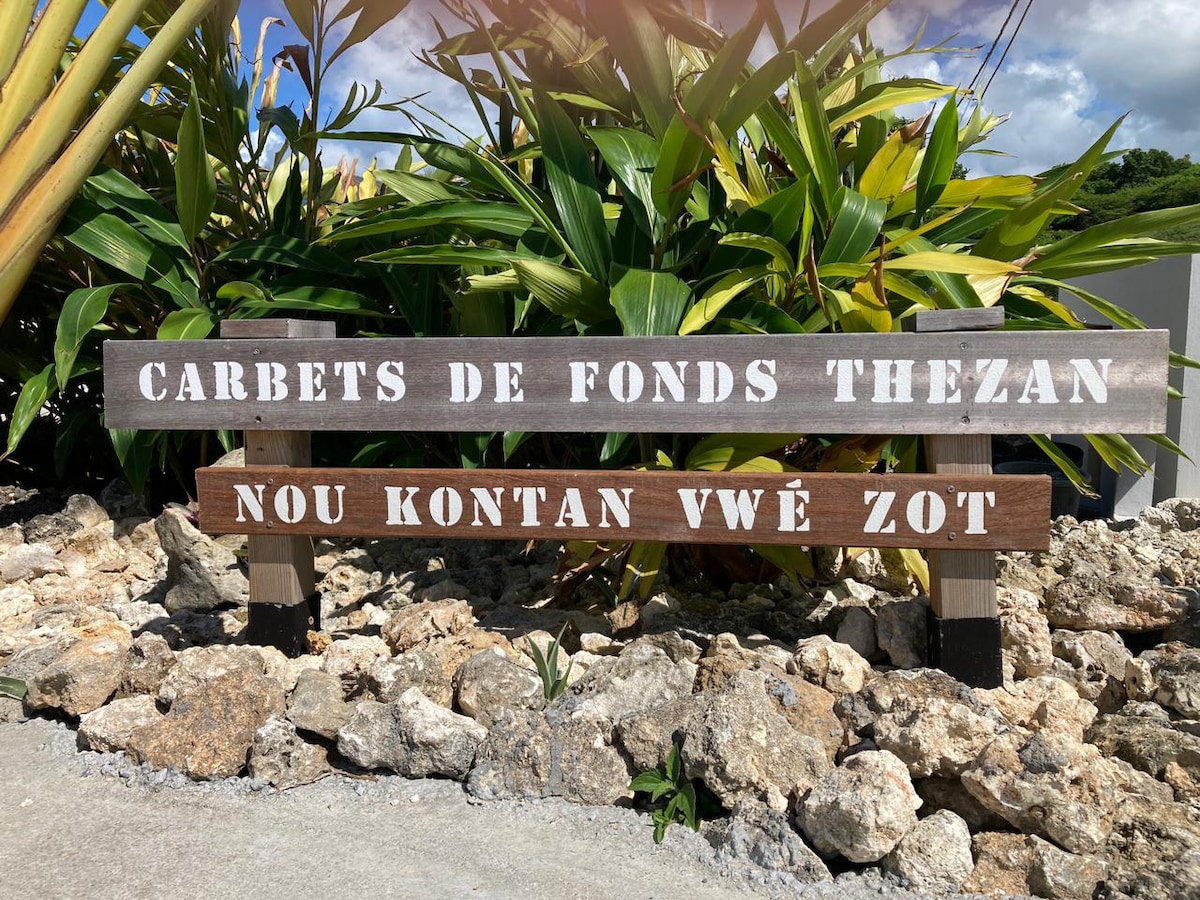 CARBETS DE FONDS THEZAN
NOU KONTAN VWÉ ZOT